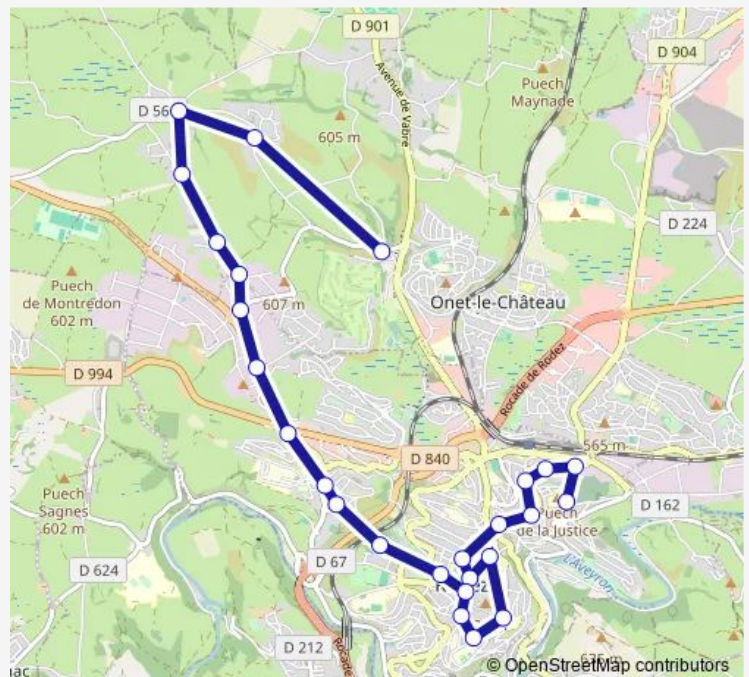 D 901
D 904
Avenue de Vabre
Puech
Maynade
D 56
605 m
D 224
Puech
de Montredon
602 m
607 m
Onet-le-Château
D 994
Rocade de Rodez
565 m
D 840
Puech
Sagnes
602 m
D 162
Puech
de la Justice
D 67
L'Aveyron
D 624
D 212
Rocade
© OpenStreetMap contributors